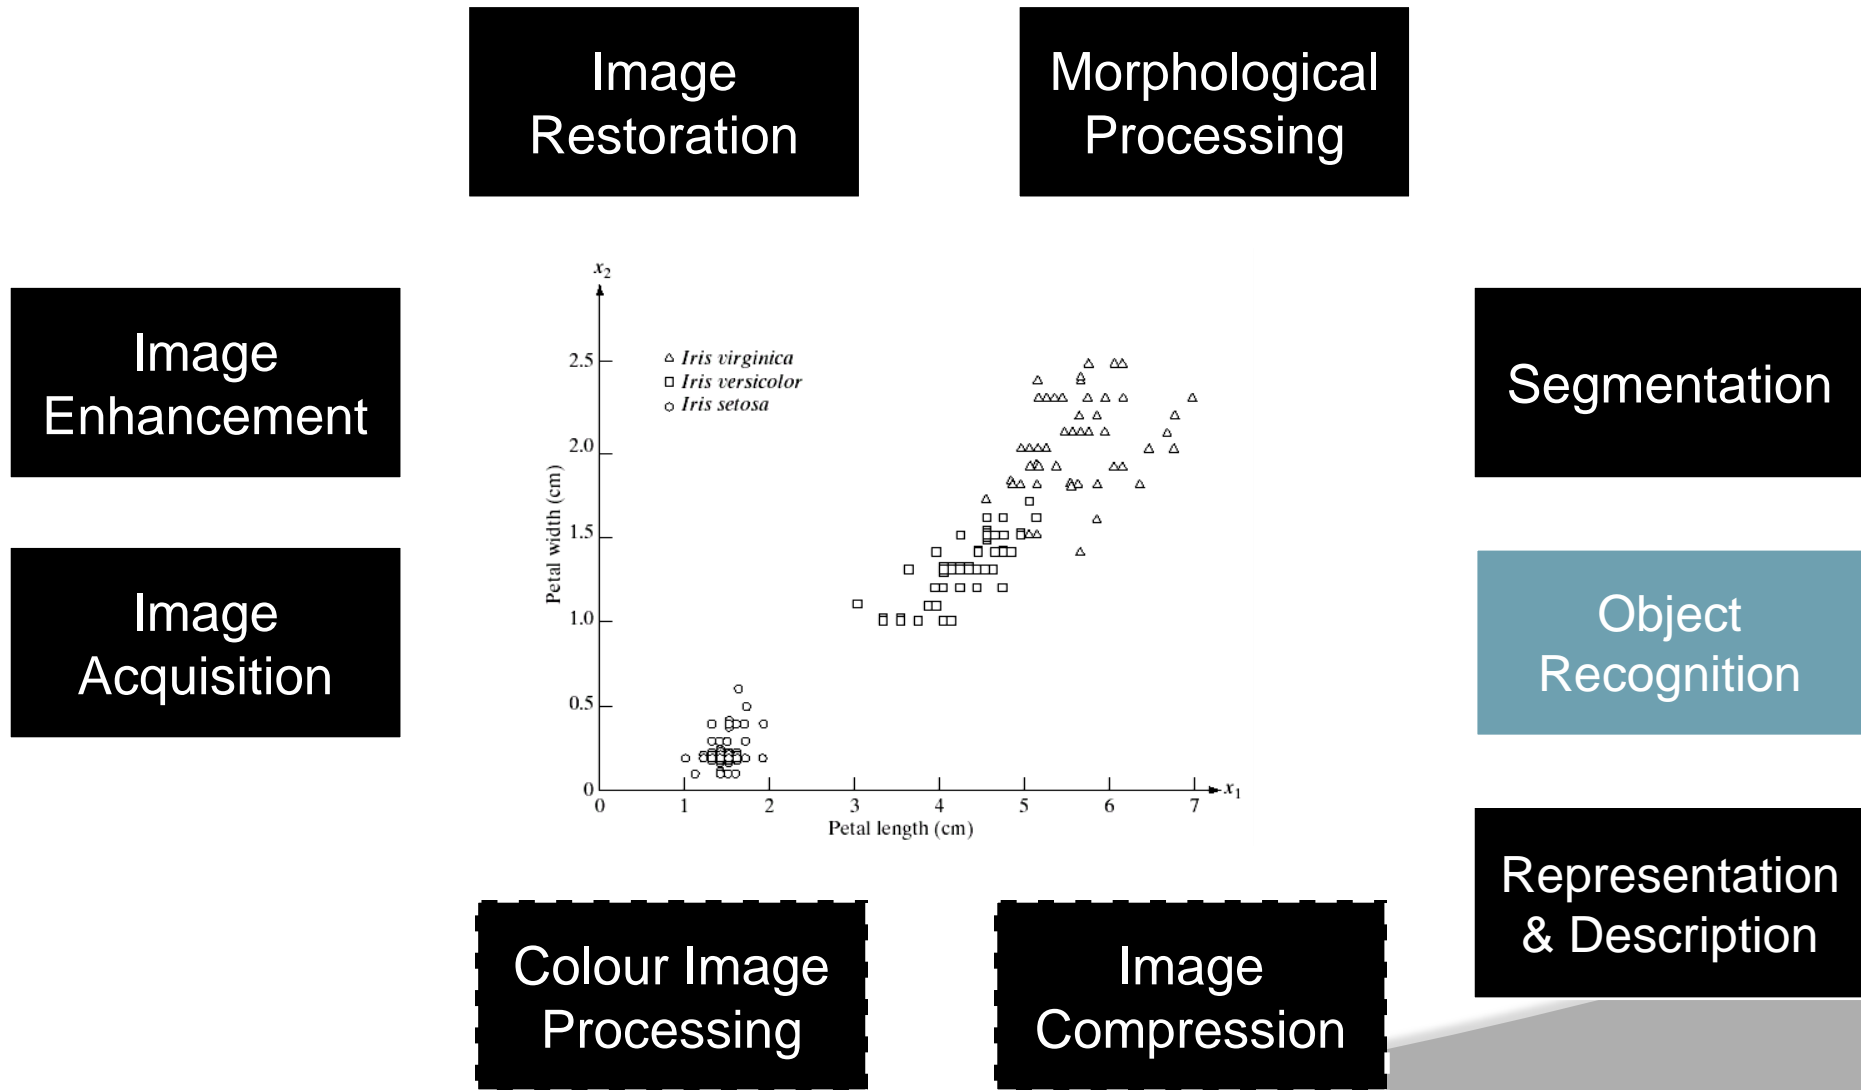 Image
Restoration
Morphological
Processing
Image
Enhancement
Image
Acquisition
x2
2.5
2.0
1.5
1.0
0.5
0
Petal width (cm)
Iris virginica
Iris versicolor
Iris setosa
0 1 2 3 4 5 6 7
x1
Petal length (cm)
Segmentation
Object
Recognition
Representation
& Description
Colour Image
Processing
Image
Compression